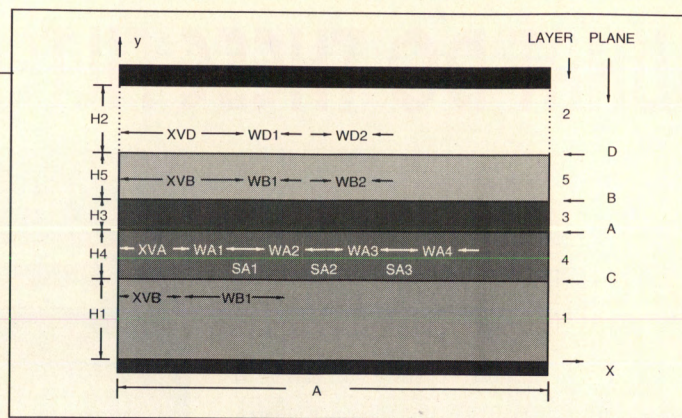 y
LAYER PLANE
H2
2
XVD WD1 WD2
D
H5
XVB WB1 WB2
5
B
H3
3
A
H4
XVA WA1 WA2 WA3 WA4
4
SA1 SA2 SA3
C
H1
XVB WB1
1
X
A